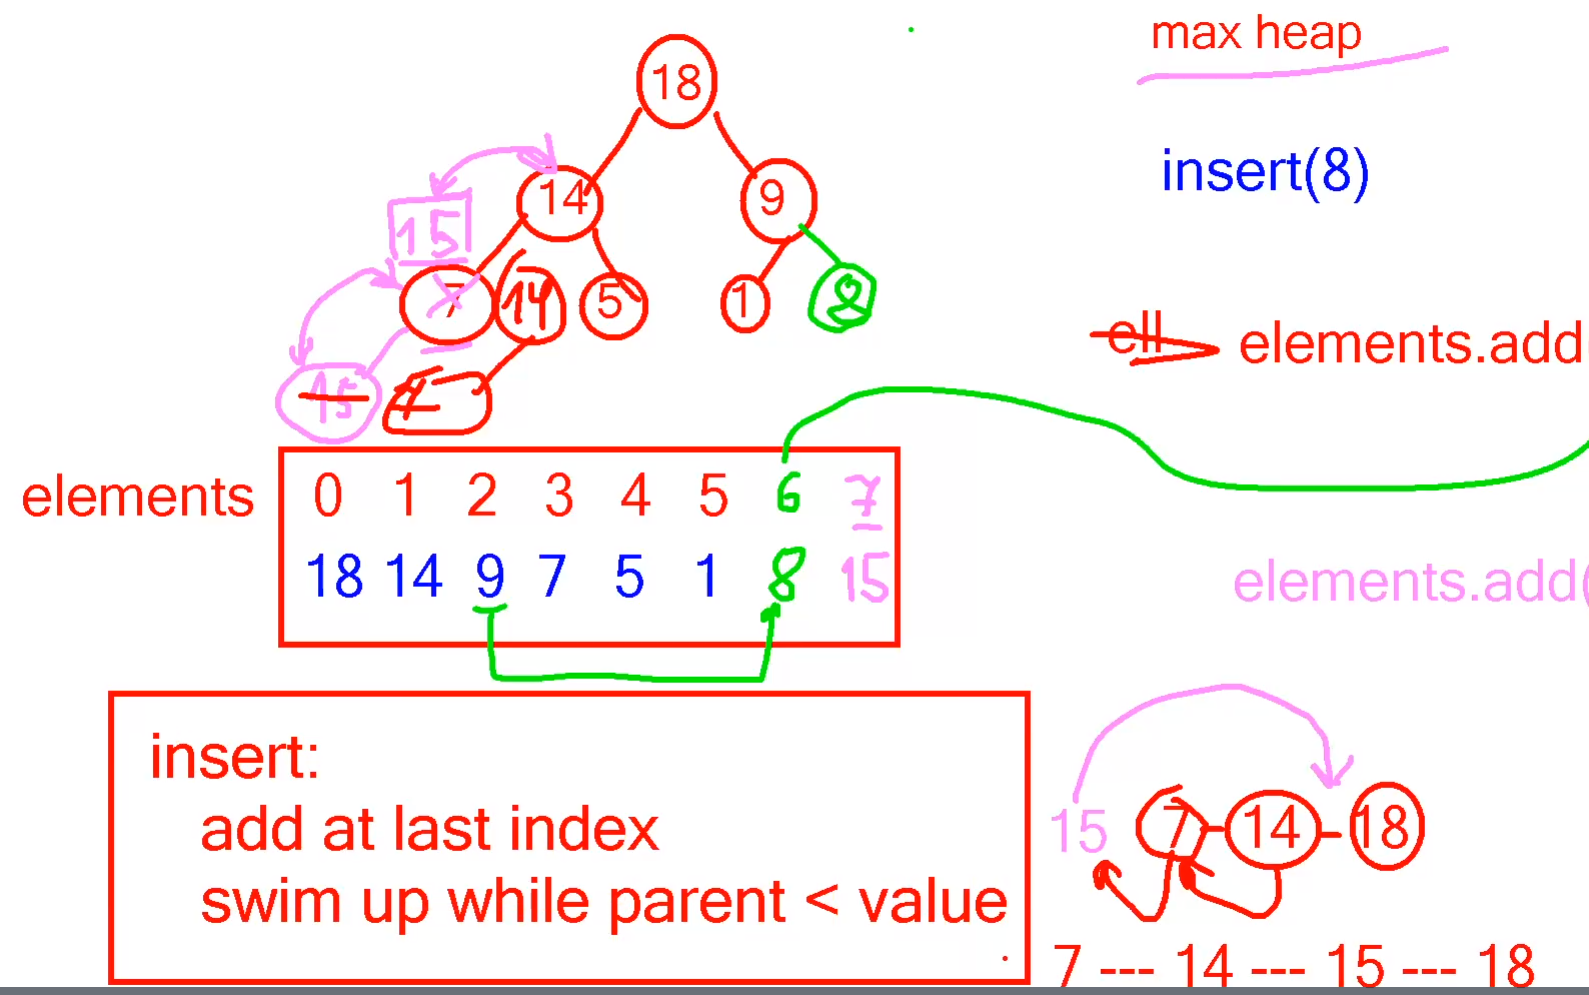 max heap
18
insert(8)
14 9
15
7 14 5 1 8
ell elements.add(
15 7
elements 0 1 2 3 4 5 6 7
18 14 9 7 5 1 8 15
elements.add(
insert:
add at last index
swim up while parent < value
15 7 14 18
7 --- 14 --- 15 --- 18